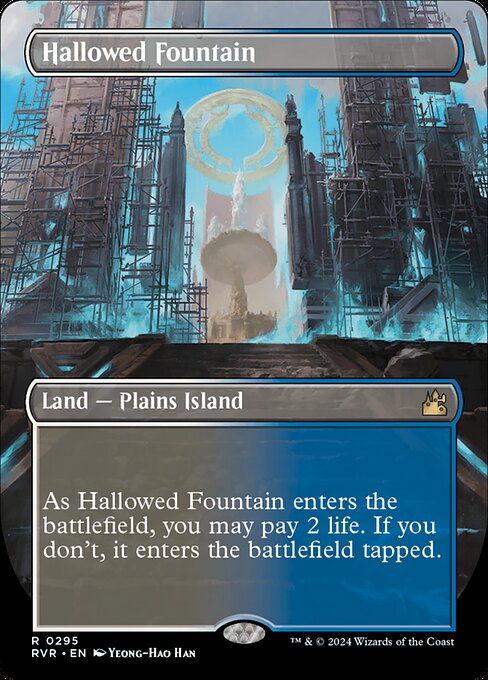 Hallowed Fountain
Land — Plains Island
As Hallowed Fountain enters the
battlefield, you may pay 2 life. If you
don't, it enters the battlefield tapped.
R 0295
RVR • EN Yeong-Hao Han
™ & © 2024 Wizards of the Coast